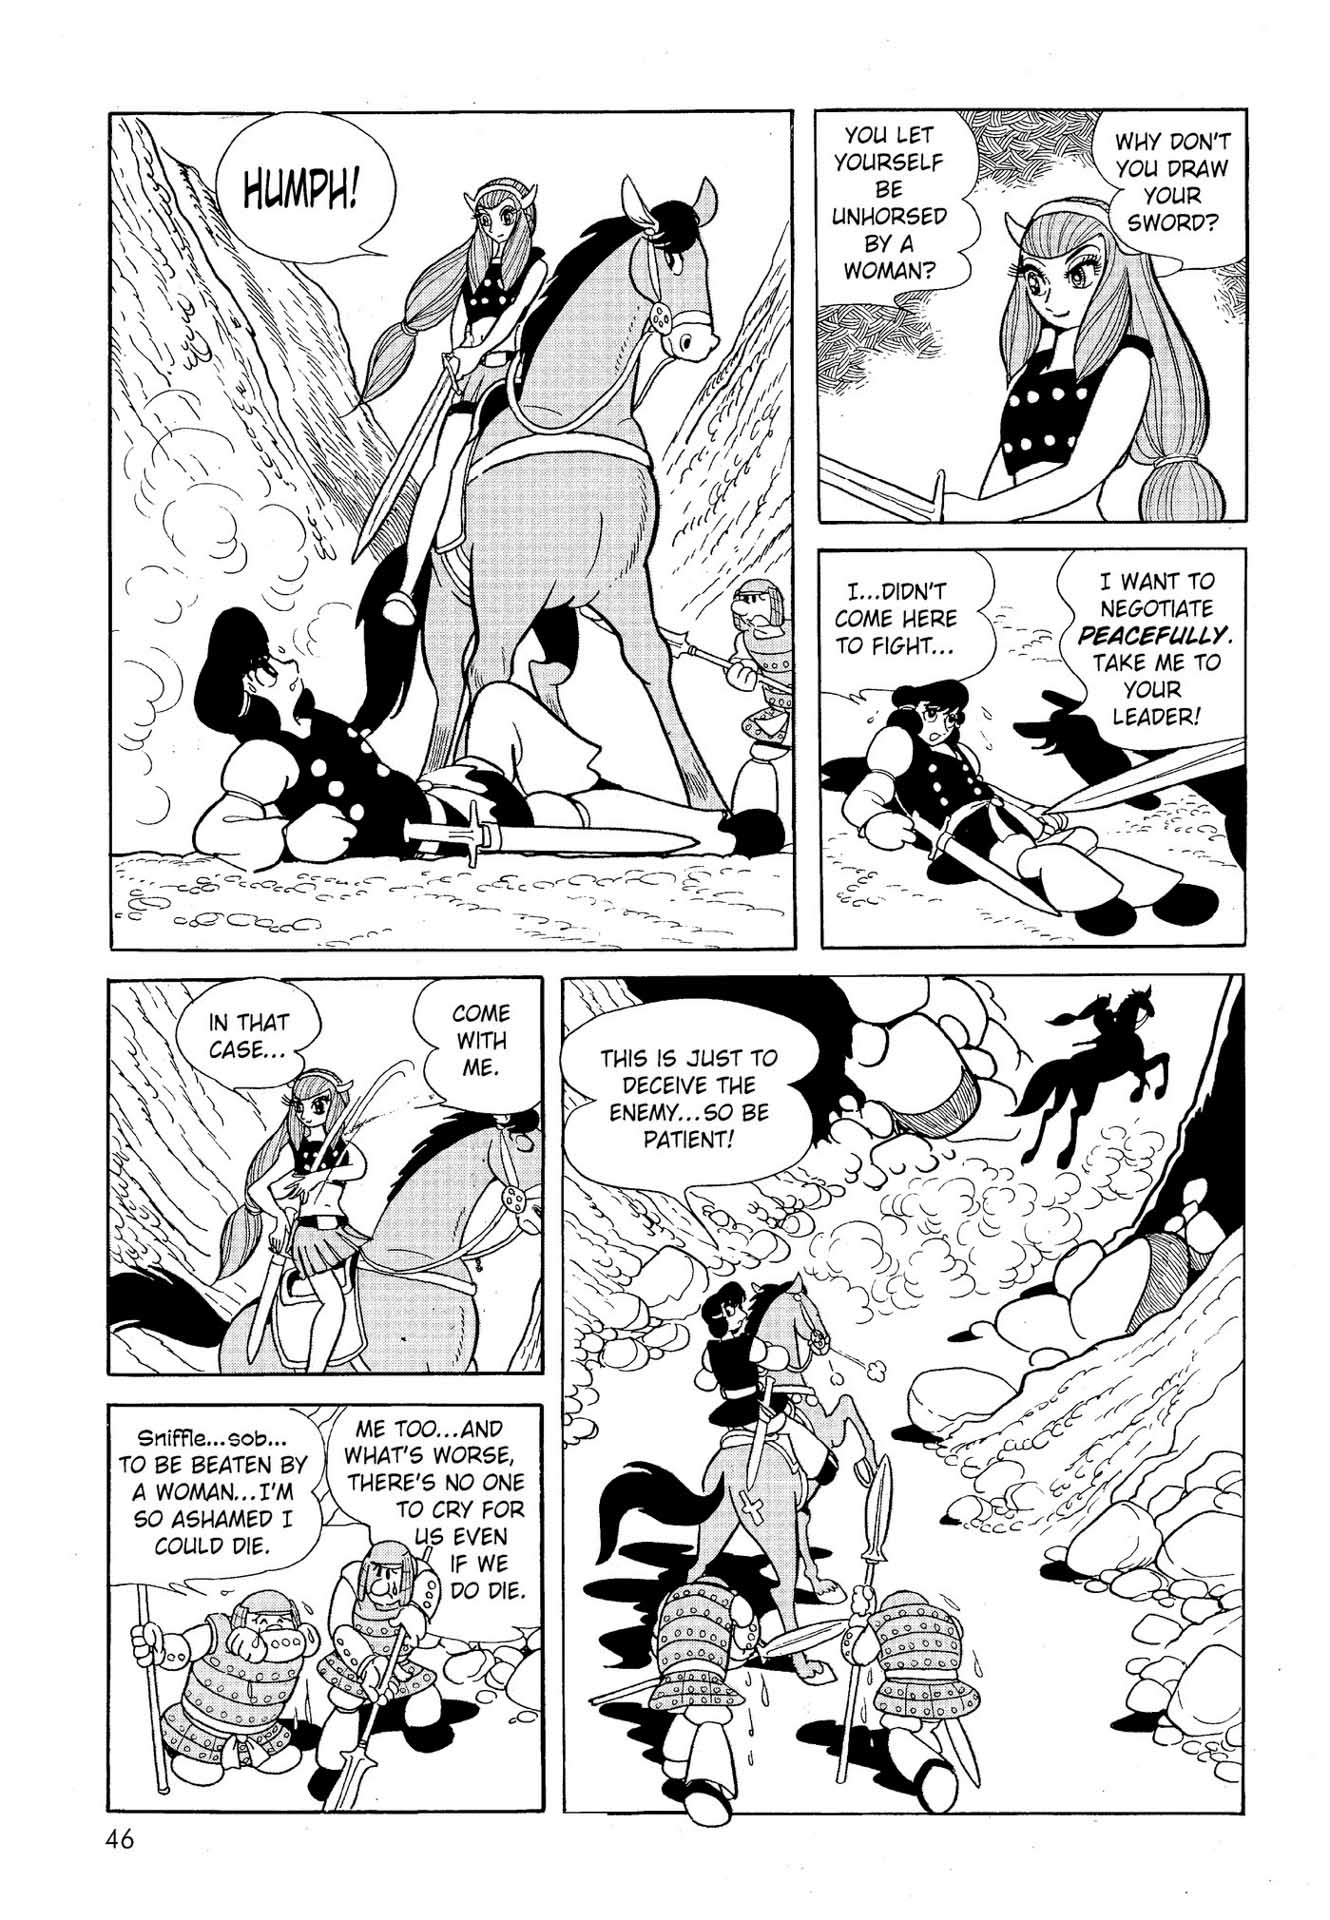 HUMPH!
YOU LET
YOURSELF
BE
UNHORSED
BY A
WOMAN?
WHY DON'T
YOU DRAW
YOUR
SWORD?
I...DIDN'T
COME HERE
TO FIGHT...
I WANT TO
NEGOTIATE
PEACEFULLY.
TAKE ME TO
YOUR
LEADER!
IN THAT
CASE...
COME
WITH
ME.
THIS IS JUST TO
DECEIVE THE
ENEMY...SO BE
PATIENT!
Sniffle...sob...
TO BE BEATEN BY
A WOMAN...I'M
SO ASHAMED I
COULD DIE.
ME TOO...AND
WHAT'S WORSE,
THERE'S NO ONE
TO CRY FOR
US EVEN
IF WE
DO DIE.
46